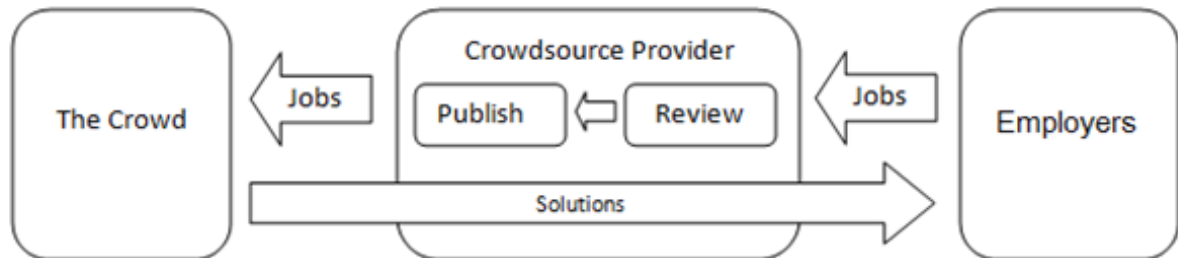 The Crowd
Jobs
Crowdsource Provider
Publish
Review
Jobs
Employers
Solutions